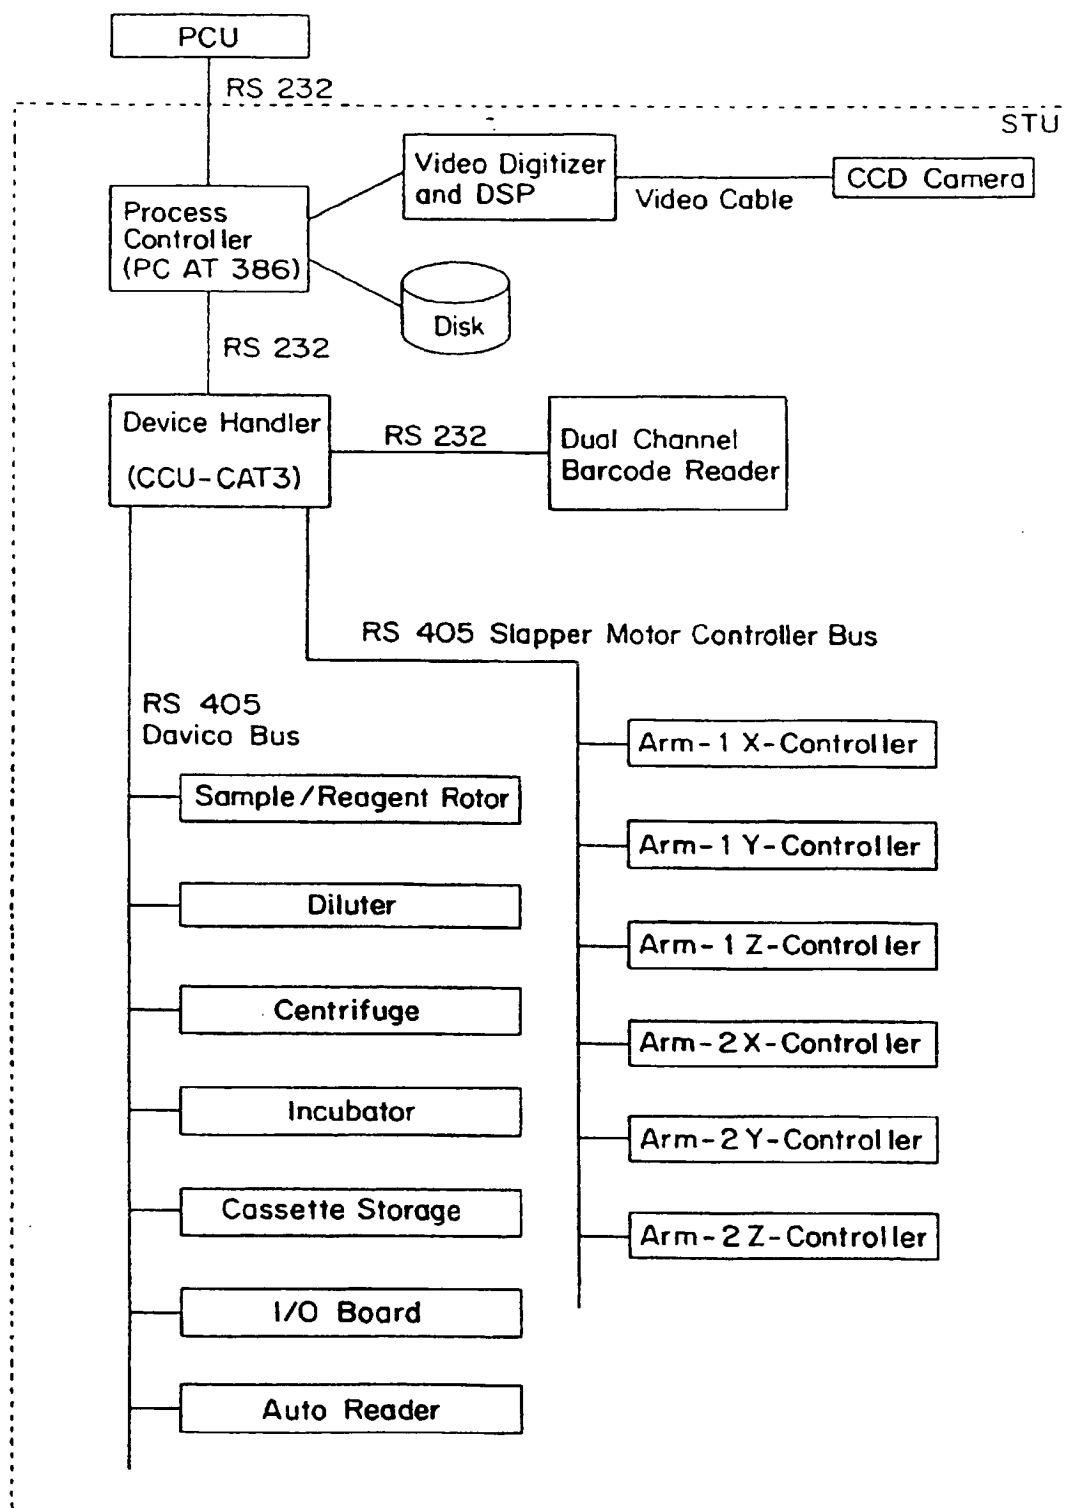 PCU
RS 232
STU
Video Digitizer
and DSP
Video Cable
CCD Camera
Process
Controller
(PC AT 386)
Disk
RS 232
Device Handler
(CCU-CAT3)
RS 232
Dual Channel
Barcode Reader
RS 405 Slapper Motor Controller Bus
RS 405
Davico Bus
Sample/Reagent Rotor
Diluter
Centrifuge
Incubator
Cassette Storage
I/O Board
Auto Reader
Arm-1 X-Controller
Arm-1 Y-Controller
Arm-1 Z-Controller
Arm-2 X-Controller
Arm-2 Y-Controller
Arm-2 Z-Controller